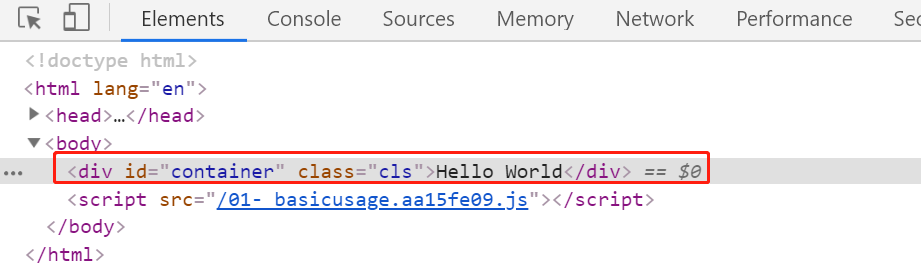 Elements Console Sources Memory Network Performance Sec
<!doctype html>
<html lang="en">
<head>…</head>
<body>
<div id="container" class="cls">Hello World</div> == $0
<script src="/01-_basicusage.aa15fe09.js"></script>
</body>
</html>